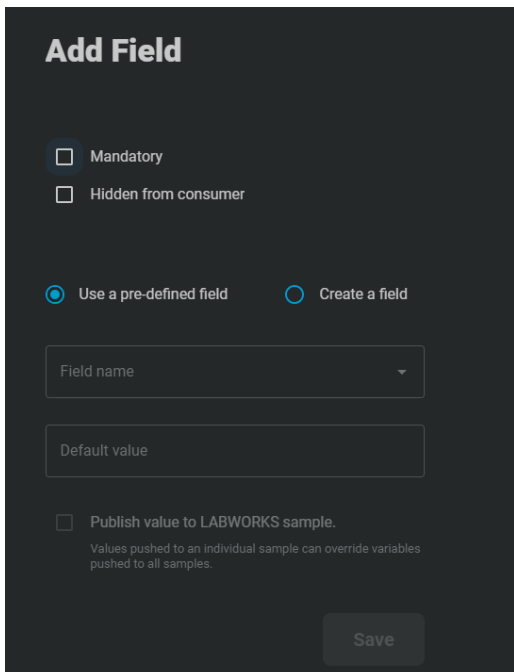 Add Field
Mandatory
Hidden from consumer
Use a pre-defined field Create a field
Field name
Default value
Publish value to LABWORKS sample.
Values pushed to an individual sample can override variables
pushed to all samples.
Save